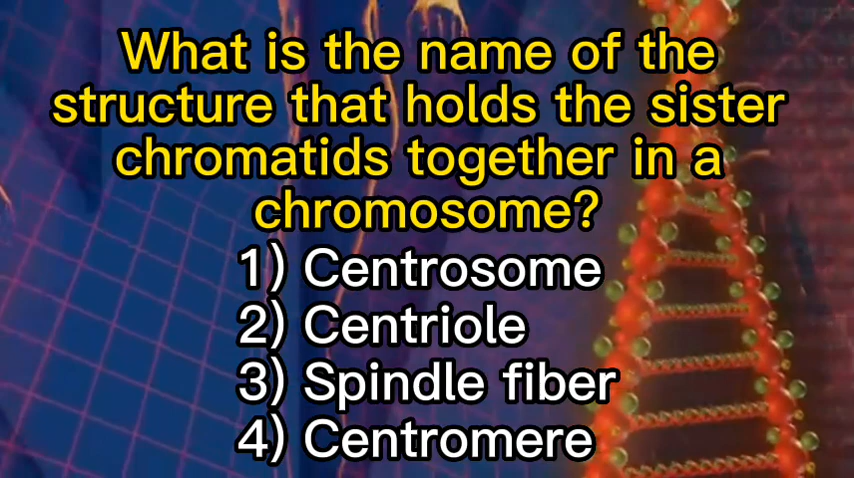 What is the name of the
structure that holds the sister
chromatids together in a
chromosome?
1) Centrosome
2) Centriole
3) Spindle fiber
4) Centromere